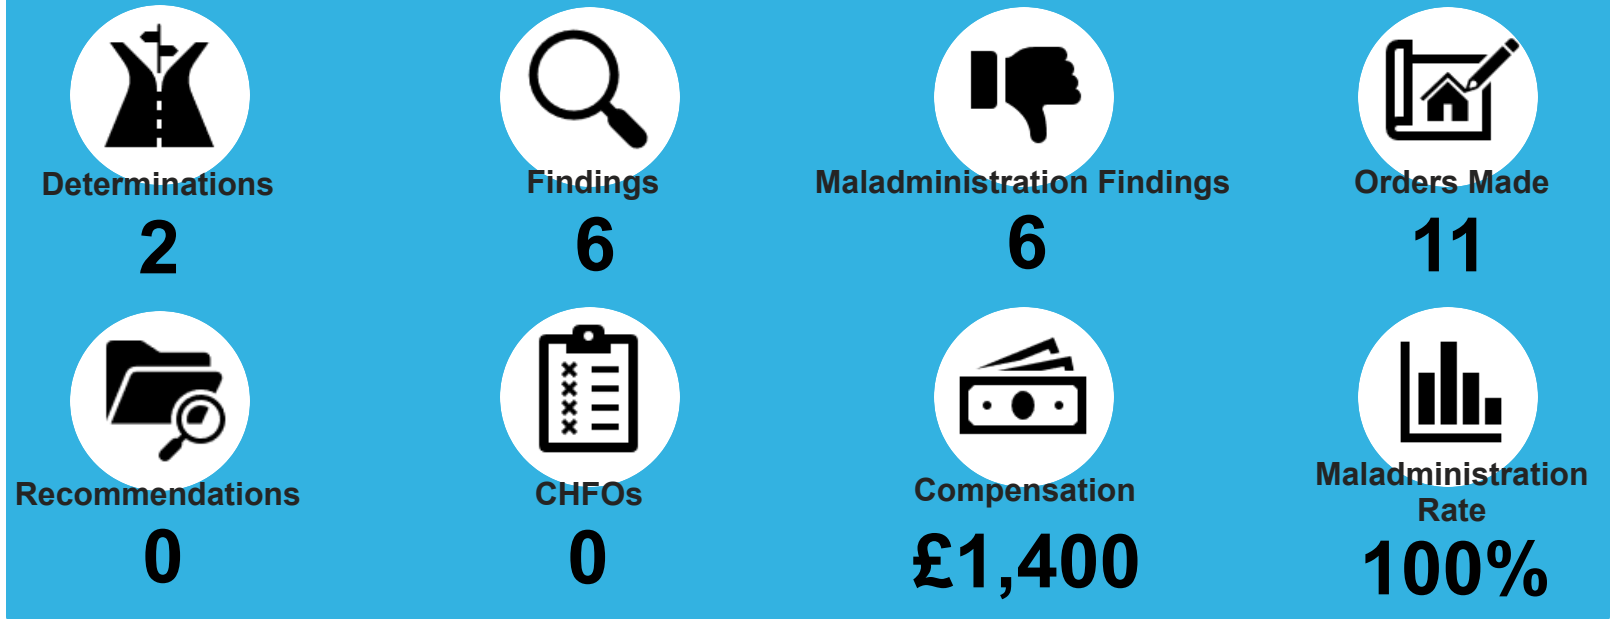 Determinations
2
Findings
6
Maladministration Findings
6
Orders Made
11
Recommendations
0
CHFOs
0
Compensation
£1,400
Maladministration
Rate
100%